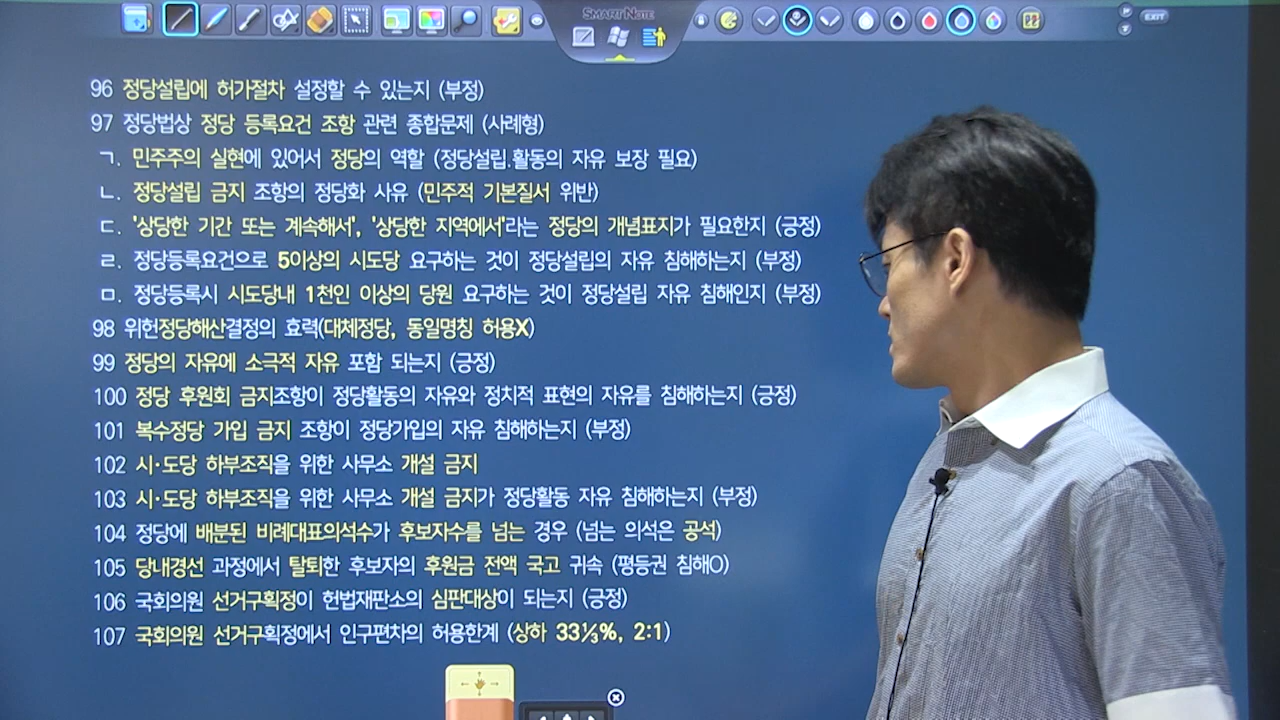 SMART NOTE
EXIT
96 정당설립에 허가절차 설정할 수 있는지 (부정)
97 정당법상 정당 등록요건 조항 관련 종합문제 (사례형)
ㄱ. 민주주의 실현에 있어서 정당의 역할 (정당설립.활동의 자유 보장 필요)
ㄴ. 정당설립 금지 조항의 정당화 사유 (민주적 기본질서 위반)
ㄷ. '상당한 기간 또는 계속해서', '상당한 지역에서'라는 정당의 개념표지가 필요한지 (긍정)
ㄹ. 정당등록요건으로 5이상의 시도당 요구하는 것이 정당설립의 자유 침해하는지 (부정)
ㅁ. 정당등록시 시도당내 1천인 이상의 당원 요구하는 것이 정당설립 자유 침해인지 (부정)
98 위헌정당해산결정의 효력(대체정당, 동일명칭 허용X)
99 정당의 자유에 소극적 자유 포함 되는지 (긍정)
100 정당 후원회 금지조항이 정당활동의 자유와 정치적 표현의 자유를 침해하는지 (긍정)
101 복수정당 가입 금지 조항이 정당가입의 자유 침해하는지 (부정)
102 시·도당 하부조직을 위한 사무소 개설 금지
103 시·도당 하부조직을 위한 사무소 개설 금지가 정당활동 자유 침해하는지 (부정)
104 정당에 배분된 비례대표의석수가 후보자수를 넘는 경우 (넘는 의석은 공석)
105 당내경선 과정에서 탈퇴한 후보자의 후원금 전액 국고 귀속 (평등권 침해O)
106 국회의원 선거구획정이 헌법재판소의 심판대상이 되는지 (긍정)
107 국회의원 선거구획정에서 인구편차의 허용한계 (상하 33⅓%, 2:1)